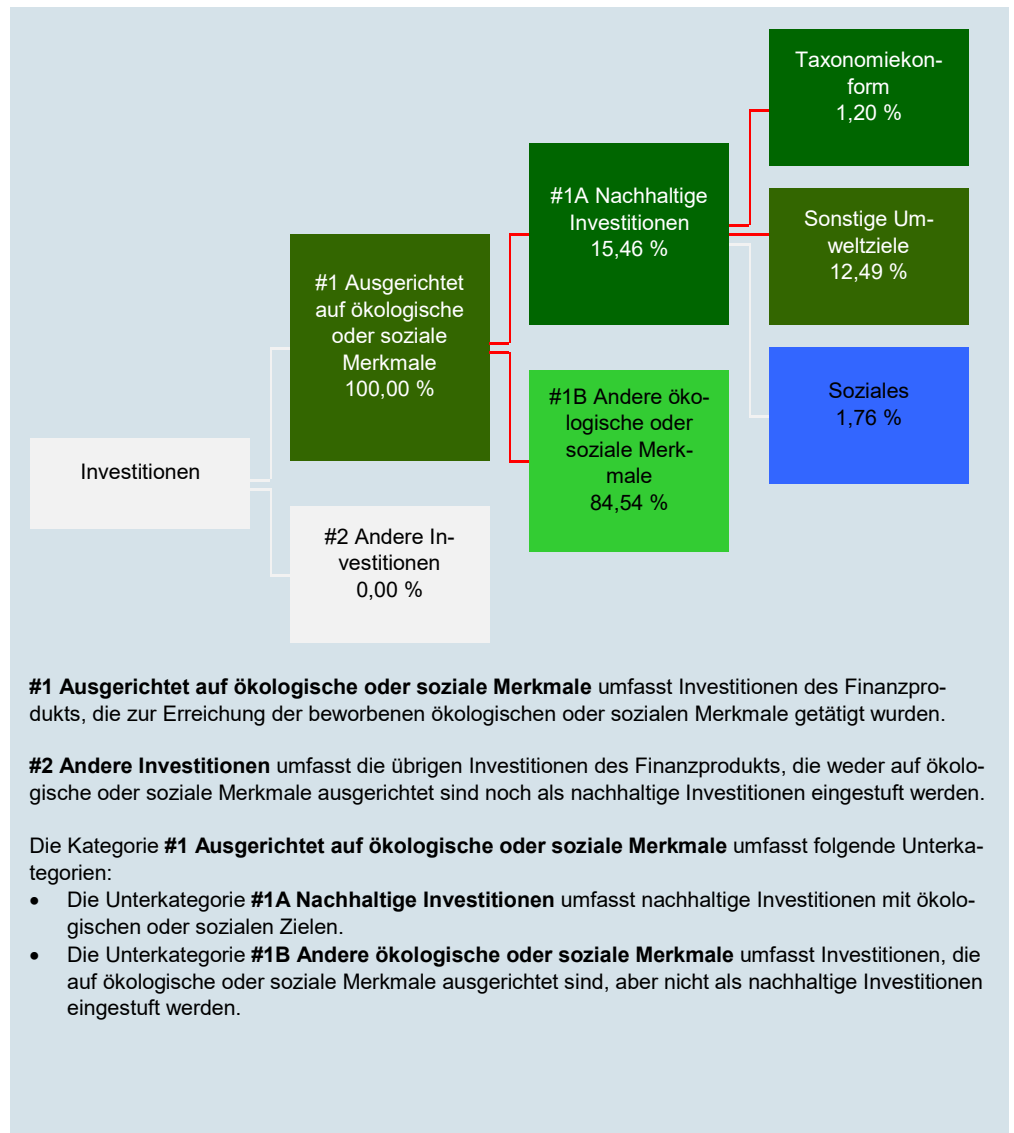 Taxonomiekon-
form
1,20 %
#1A Nachhaltige
Investitionen
15,46 %
Sonstige Um-
weltziele
12,49 %
#1 Ausgerichtet
auf ökologische
oder soziale
Merkmale
100,00 %
#1B Andere öko-
logische oder
soziale Merk-
male
84,54 %
Soziales
1,76 %
Investitionen
#2 Andere In-
vestitionen
0,00 %
#1 Ausgerichtet auf ökologische oder soziale Merkmale umfasst Investitionen des Finanzpro-
dukts, die zur Erreichung der beworbenen ökologischen oder sozialen Merkmale getätigt wurden.
#2 Andere Investitionen umfasst die übrigen Investitionen des Finanzprodukts, die weder auf ökolo-
gische oder soziale Merkmale ausgerichtet sind noch als nachhaltige Investitionen eingestuft werden.
Die Kategorie #1 Ausgerichtet auf ökologische oder soziale Merkmale umfasst folgende Unterka-
tegorien:
• Die Unterkategorie #1A Nachhaltige Investitionen umfasst nachhaltige Investitionen mit ökolo-
gischen oder sozialen Zielen.
• Die Unterkategorie #1B Andere ökologische oder soziale Merkmale umfasst Investitionen, die
auf ökologische oder soziale Merkmale ausgerichtet sind, aber nicht als nachhaltige Investitionen
eingestuft werden.